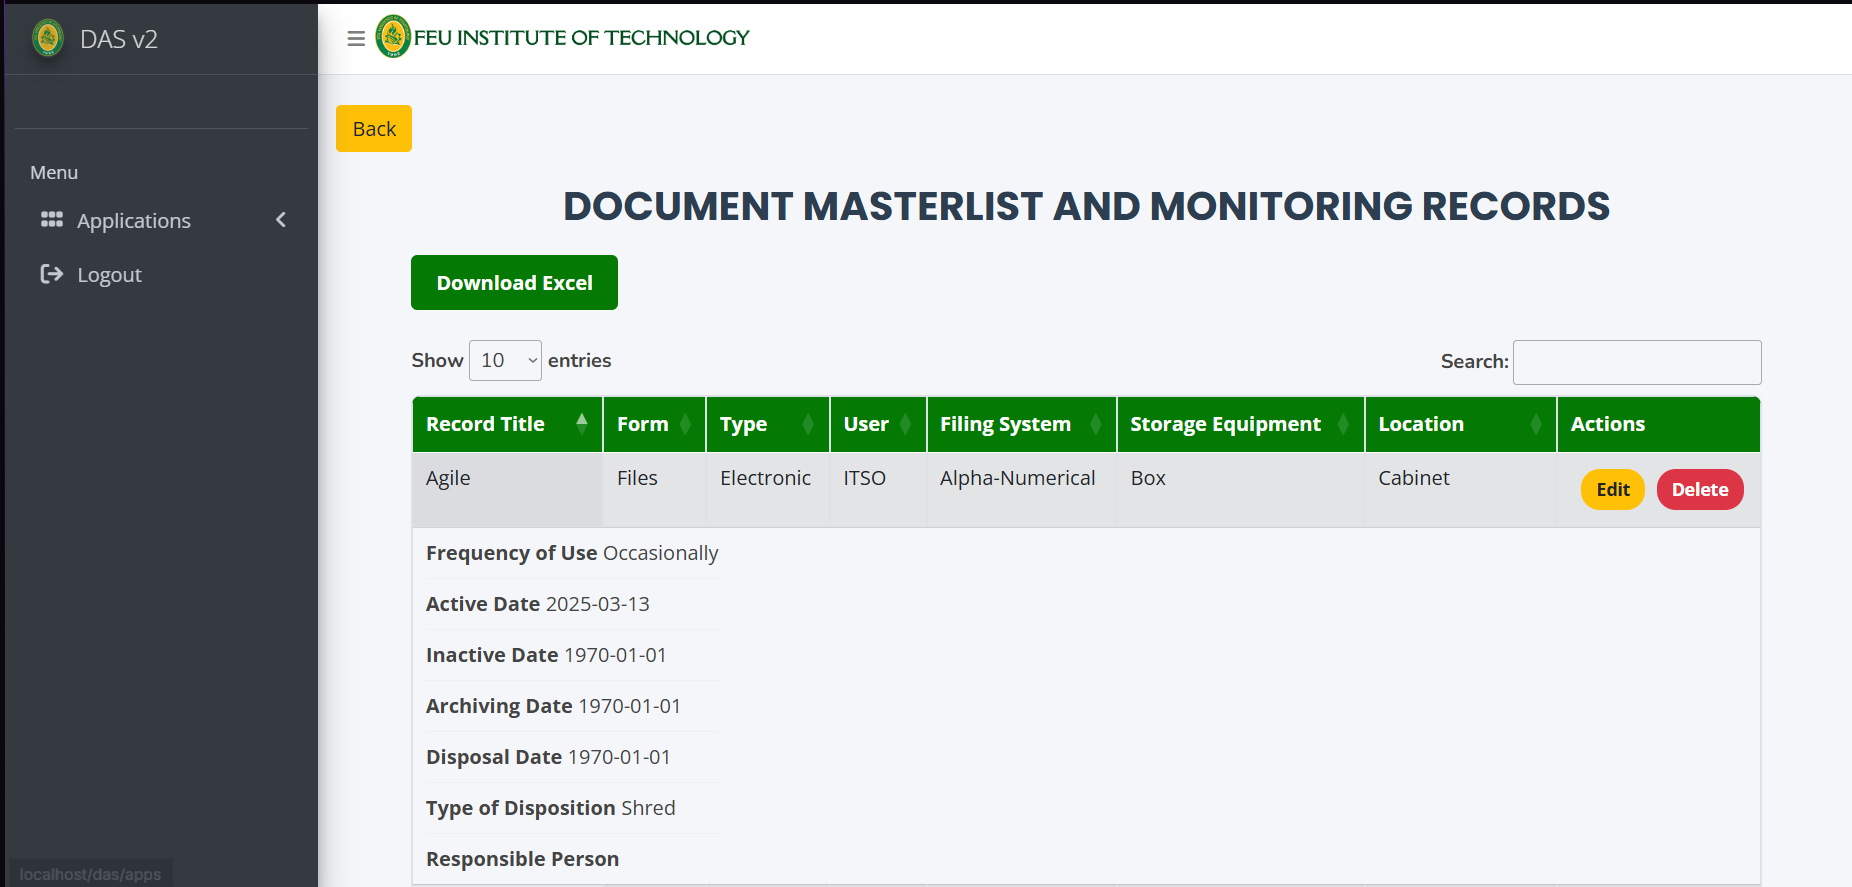 DAS v2
FEU INSTITUTE OF TECHNOLOGY
Back
Menu
Applications
Logout
DOCUMENT MASTERLIST AND MONITORING RECORDS
Download Excel
Show 10 entries
Search:
Record Title Form Type User Filing System Storage Equipment Location Actions
Agile Files Electronic ITSO Alpha-Numerical Box Cabinet Edit Delete
Frequency of Use Occasionally
Active Date 2025-03-13
Inactive Date 1970-01-01
Archiving Date 1970-01-01
Disposal Date 1970-01-01
Type of Disposition Shred
Responsible Person
localhost/das/apps